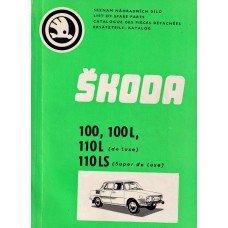 SEZNAM NÁHRADNÍCH DÍLŮ
LIST OF SPARE PARTS
CATALOGUE DES PIÈCES DÉTACHÉES
ERSATZTEILE, KATALOG
ŠKODA
100, 100L,
110L (de Luxe)
110LS (Super de Luxe)